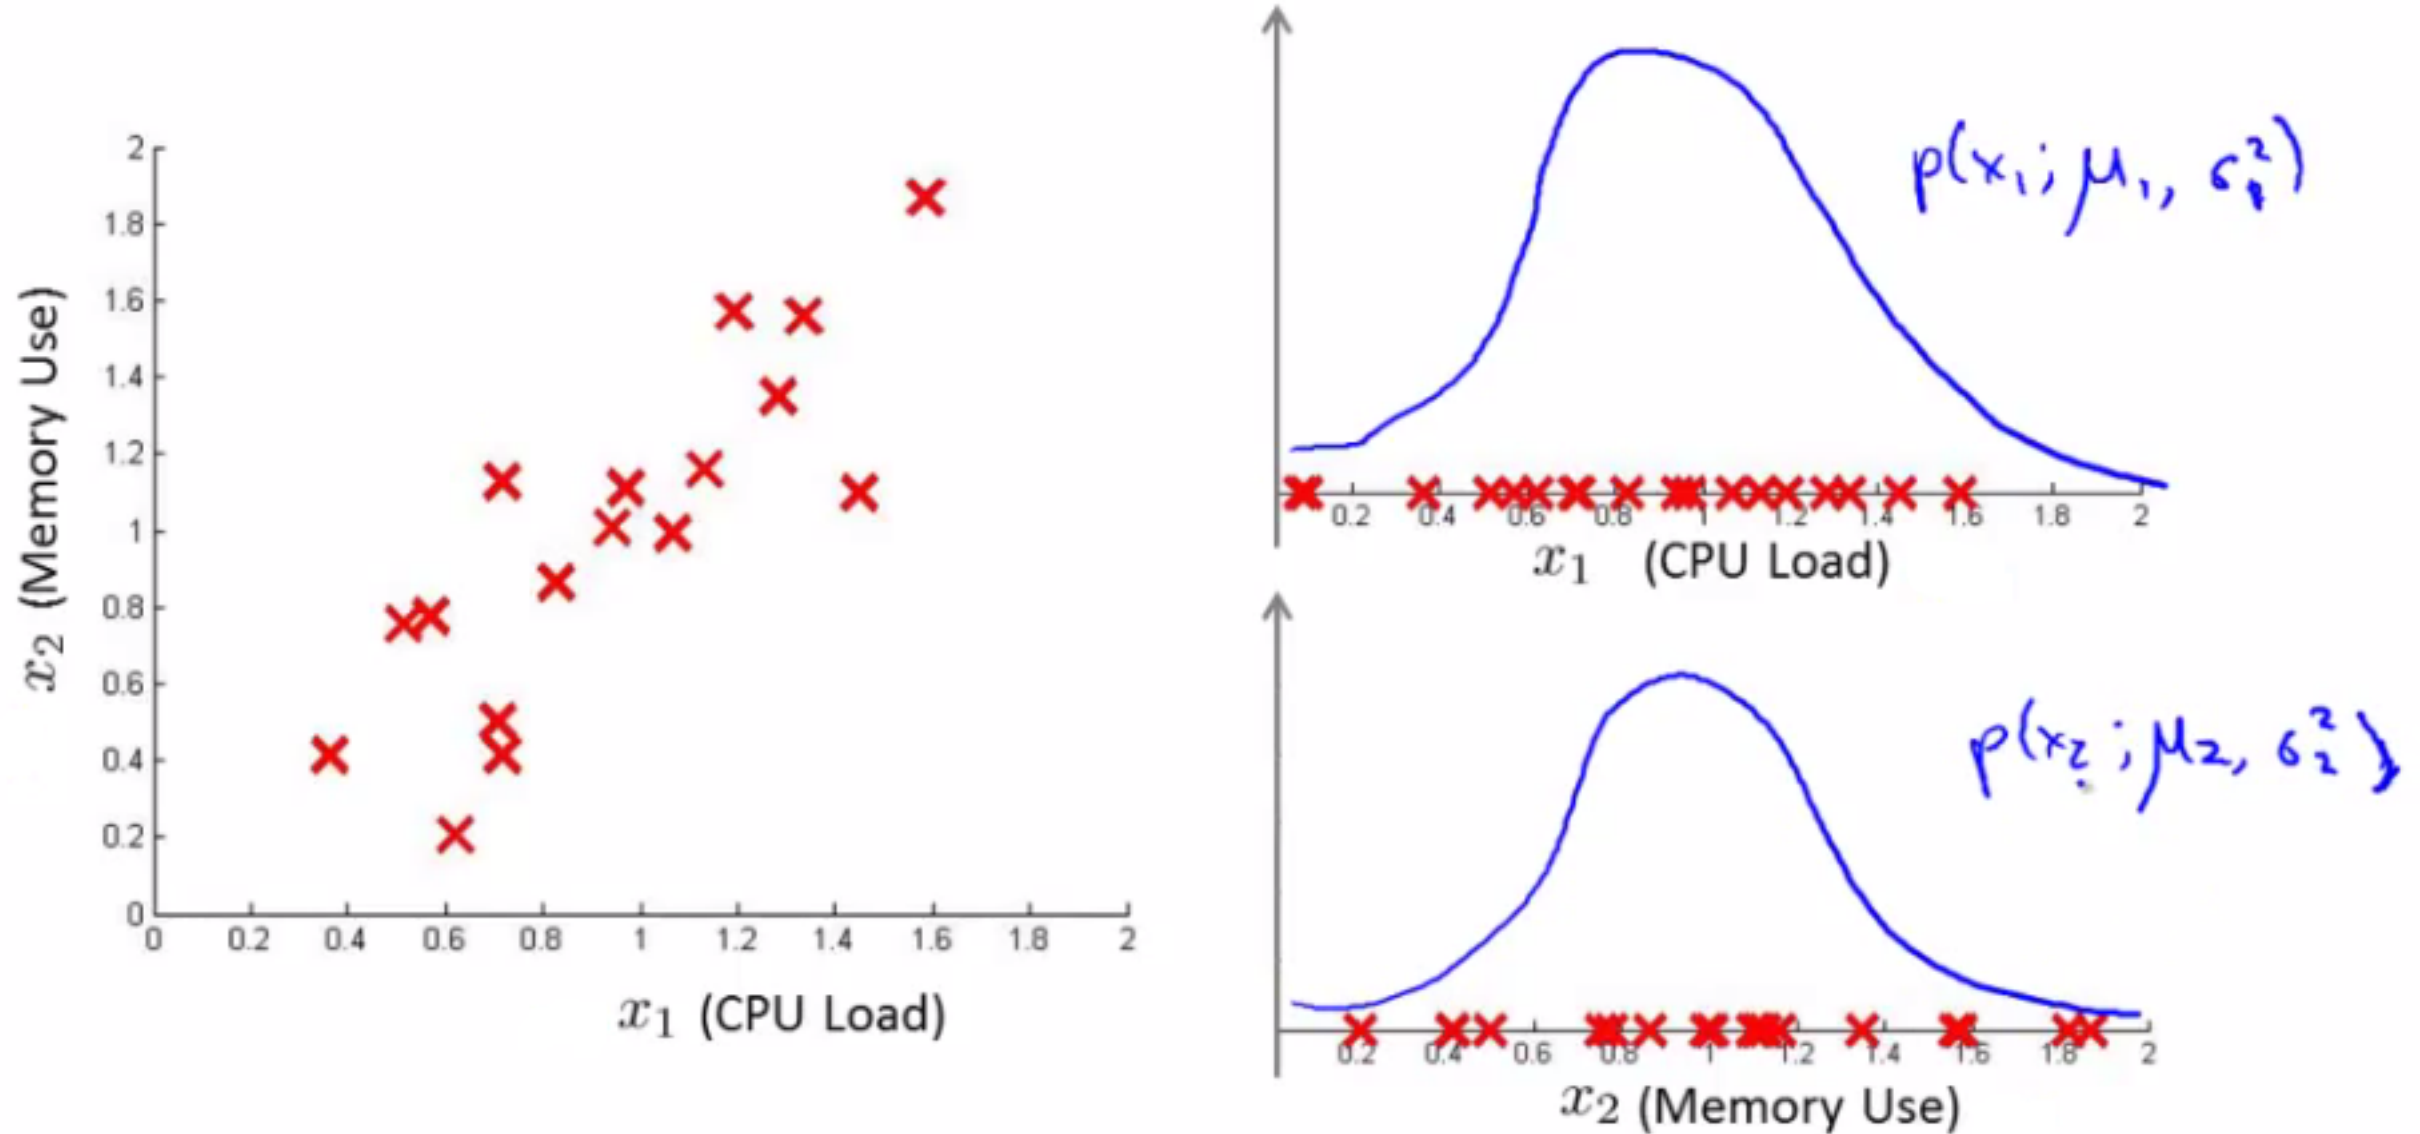 2
1.8
1.6
1.4
1.2
1
0.8
0.6
0.4
0.2
0
x₂ (Memory Use)
0 0.2 0.4 0.6 0.8 1 1.2 1.4 1.6 1.8 2
x₁ (CPU Load)
p(x₁; μ₁, σ₁²)
0.2 0.4 0.6 0.8 1.2 1.4 1.6 1.8 2
x₁ (CPU Load)
p(x₂; μ₂, σ₂²)
0.2 0.4 0.6 0.8 1 1.2 1.4 1.6 1.8 2
x₂ (Memory Use)